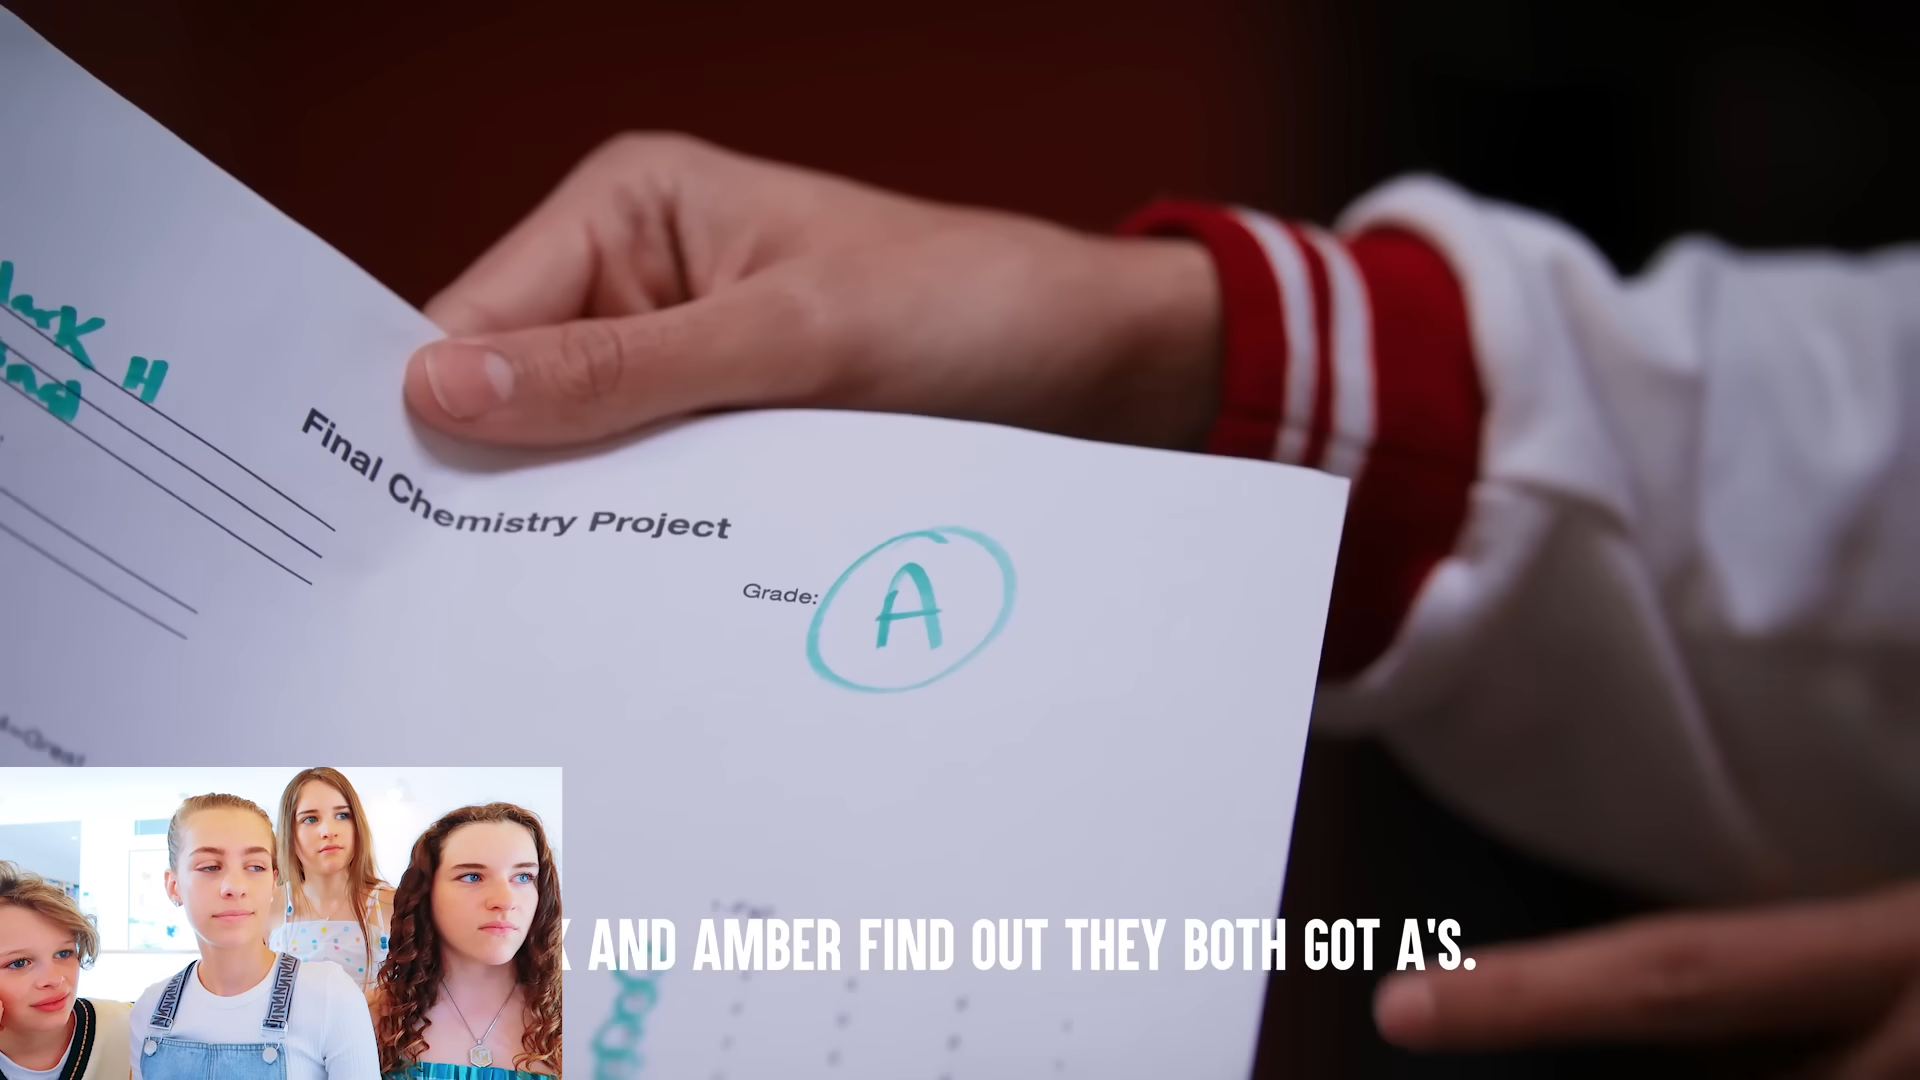 H
Final Chemistry Project
Grade:
A
AND AMBER FIND OUT THEY BOTH GOT A'S.